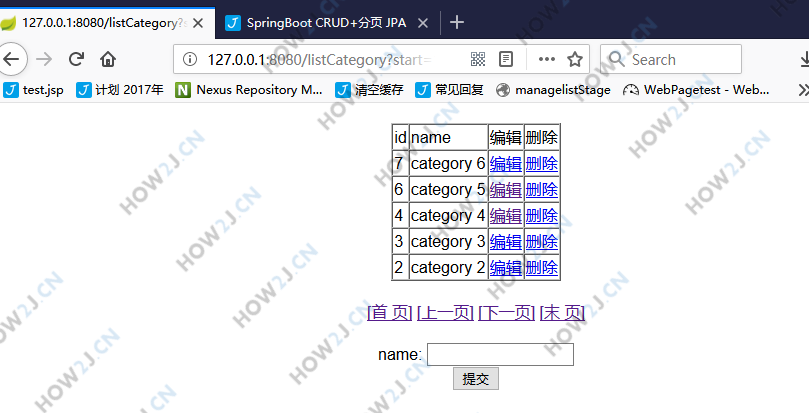 127.0.0.1:8080/listCategory?
SpringBoot CRUD+分页 JPA
127.0.0.1:8080/listCategory?start=
Search
test.jsp
计划 2017年
Nexus Repository M...
清空缓存
常见回复
managelistStage
WebPagetest - Web...
id name 编辑 删除
7 category 6 编辑 删除
6 category 5 编辑 删除
4 category 4 编辑 删除
3 category 3 编辑 删除
2 category 2 编辑 删除
[首 页] [上一页] [下一页] [末 页]
name:
提交
HOW2J.CN
HOW2J.CN
HOW2J.CN
HOW2J.CN
HOW2J.CN
HOW2J.CN
HOW2J.CN
HOW2J.CN
HOW2J.CN
HOW2J.CN
HOW2J.CN
HOW2J.CN